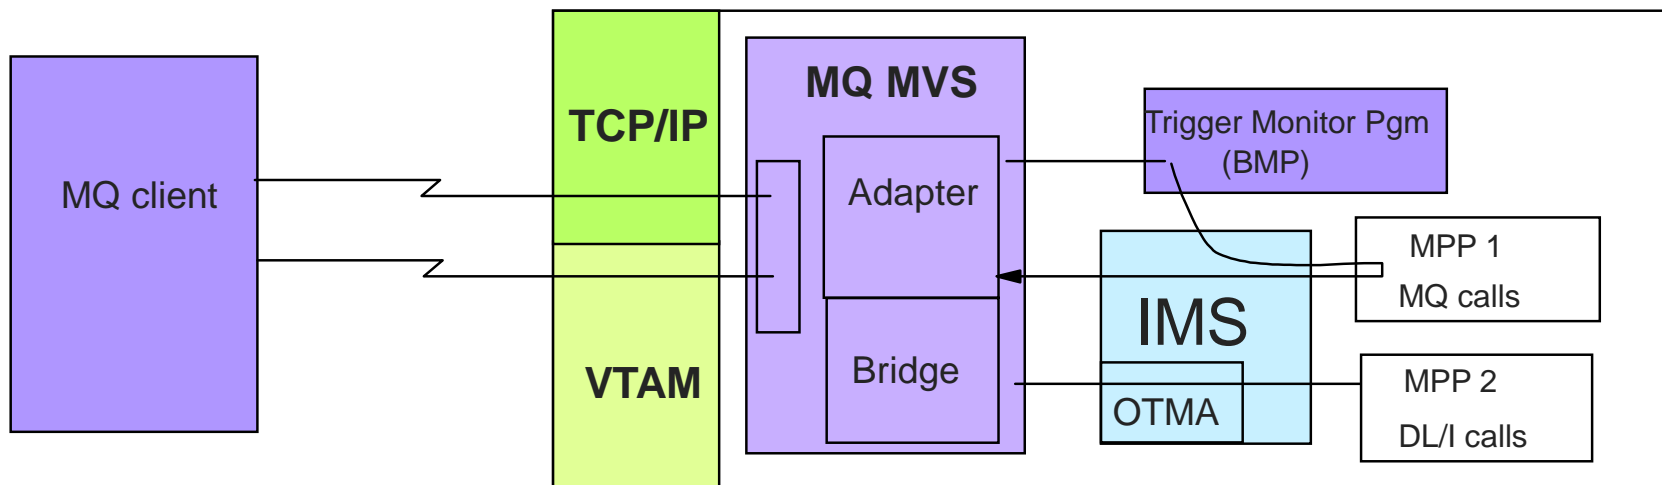 MQ client
TCP/IP
VTAM
MQ MVS
Adapter
Bridge
Trigger Monitor Pgm
(BMP)
IMS
OTMA
MPP 1
MQ calls
MPP 2
DL/I calls